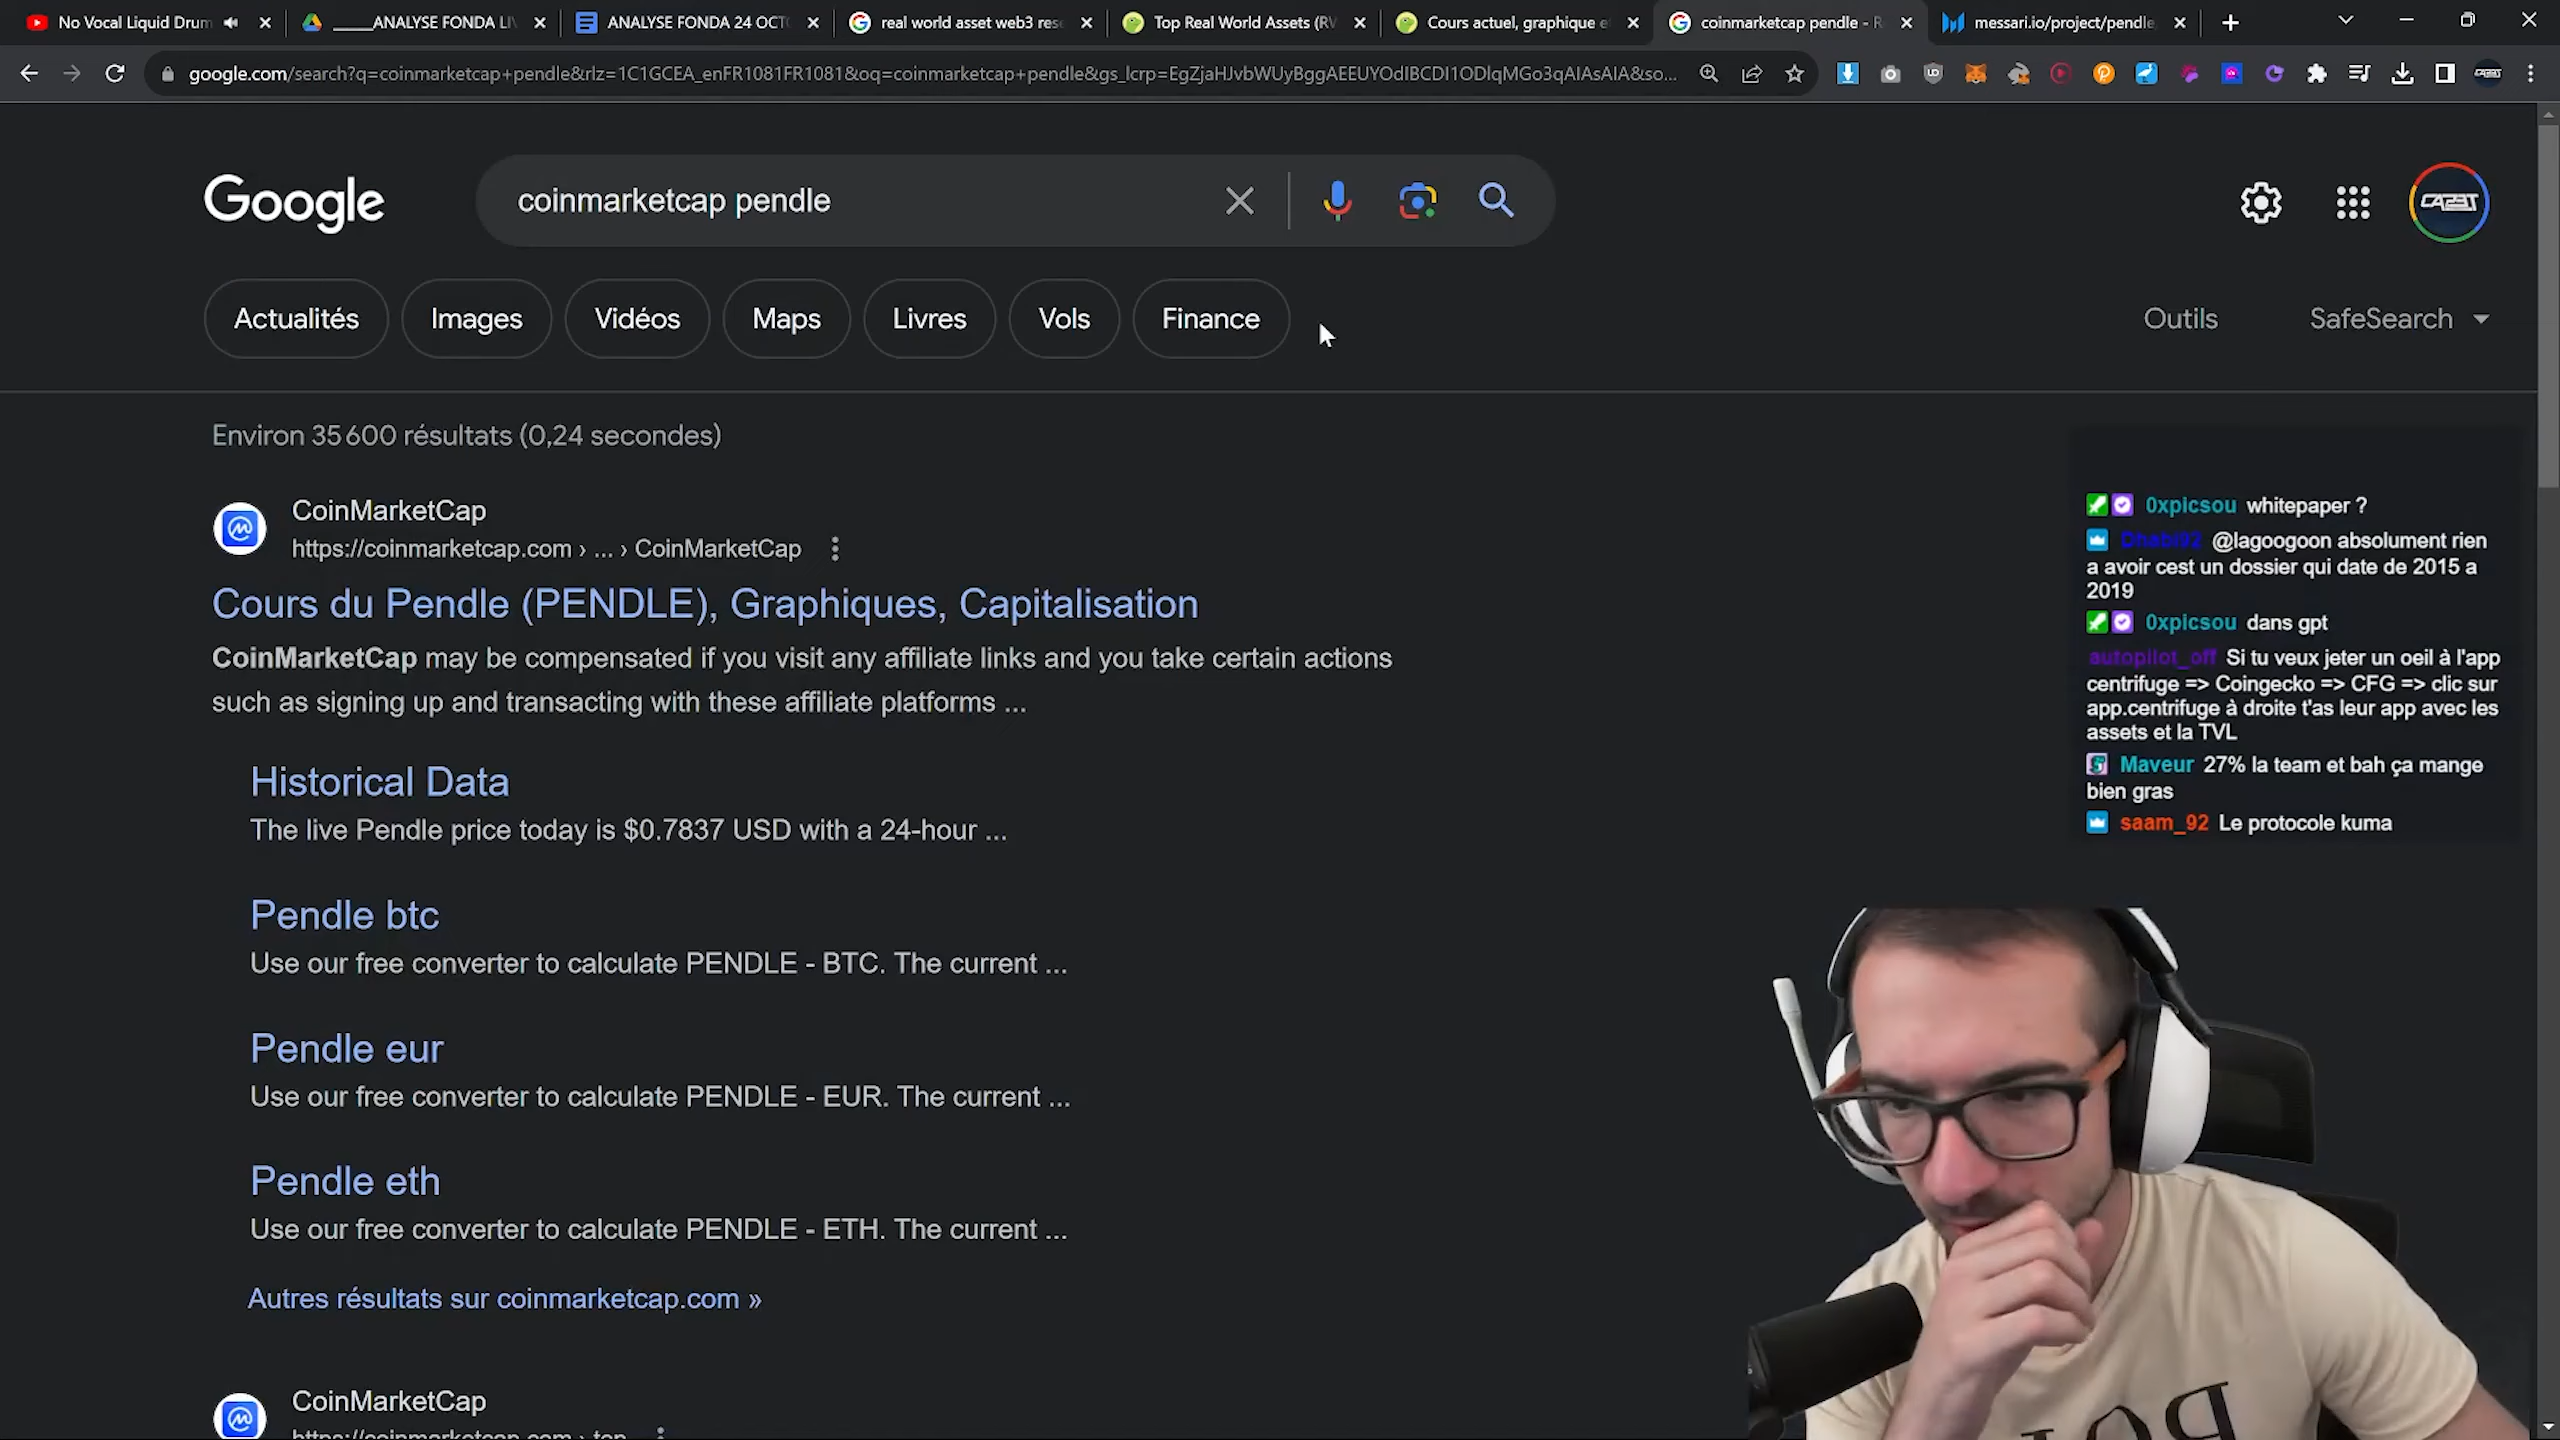 No Vocal Liquid Drum
_____ANALYSE FONDA LI
ANALYSE FONDA 24 OCT
real world asset web3 res
Top Real World Assets (RV
Cours actuel, graphique e
coinmarketcap pendle - R
messari.io/project/pendle
google.com/search?q=coinmarketcap+pendle&rlz=1C1GCEA_enFR1081FR1081&oq=coinmarketcap+pendle&gs_lcrp=EgZjaHJvbWUyBggAEEUYOdIBCDI1ODlqMGo3qAIAsAIA&so...
Google
coinmarketcap pendle
Actualités
Images
Vidéos
Maps
Livres
Vols
Finance
Outils
SafeSearch
Environ 35 600 résultats (0,24 secondes)
CoinMarketCap
https://coinmarketcap.com › ... › CoinMarketCap
Cours du Pendle (PENDLE), Graphiques, Capitalisation
CoinMarketCap may be compensated if you visit any affiliate links and you take certain actions
such as signing up and transacting with these affiliate platforms ...
Historical Data
The live Pendle price today is $0.7837 USD with a 24-hour ...
Pendle btc
Use our free converter to calculate PENDLE - BTC. The current ...
Pendle eur
Use our free converter to calculate PENDLE - EUR. The current ...
Pendle eth
Use our free converter to calculate PENDLE - ETH. The current ...
Autres résultats sur coinmarketcap.com »
CoinMarketCap
https://coinmarketcap.com › top
0xpicsou whitepaper ?
Dhabi92 @lagoogoon absolument rien
a avoir cest un dossier qui date de 2015 a
2019
0xpicsou dans gpt
autopilot_off Si tu veux jeter un oeil à l'app
centrifuge => Coingecko => CFG => clic sur
app.centrifuge à droite t'as leur app avec les
assets et la TVL
Maveur 27% la team et bah ça mange
bien gras
saam_92 Le protocole kuma